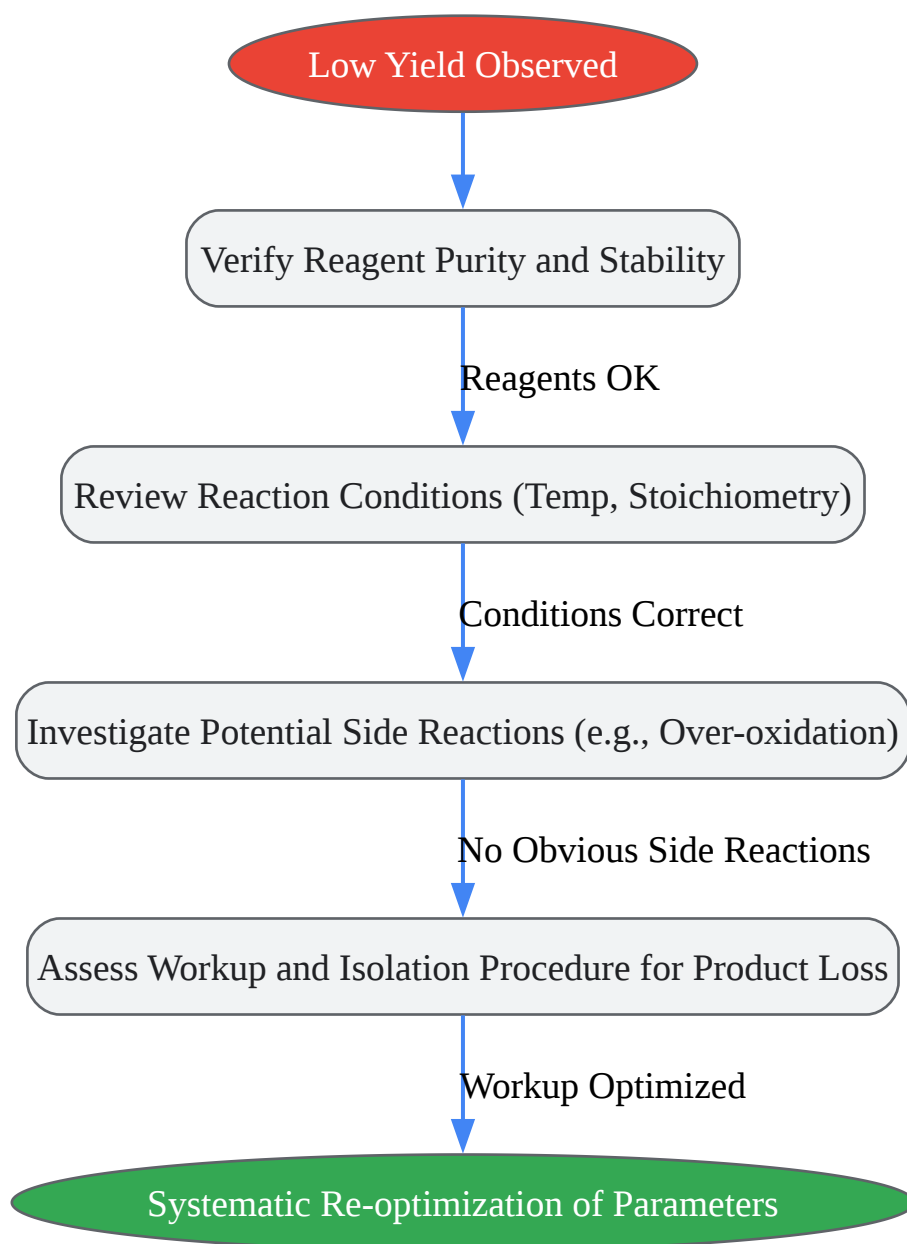 Low Yield Observed
Verify Reagent Purity and Stability
Reagents OK
Review Reaction Conditions (Temp, Stoichiometry)
Conditions Correct
Investigate Potential Side Reactions (e.g., Over-oxidation)
No Obvious Side Reactions
Assess Workup and Isolation Procedure for Product Loss
Workup Optimized
Systematic Re-optimization of Parameters